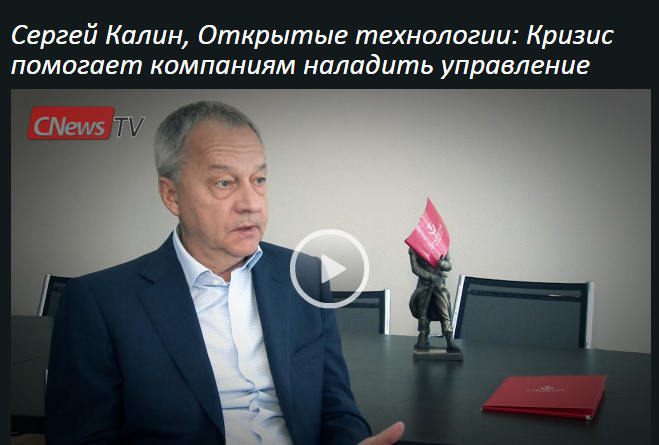 Сергей Калин, Открытые технологии: Кризис
помогает компаниям наладить управление
CNews TV